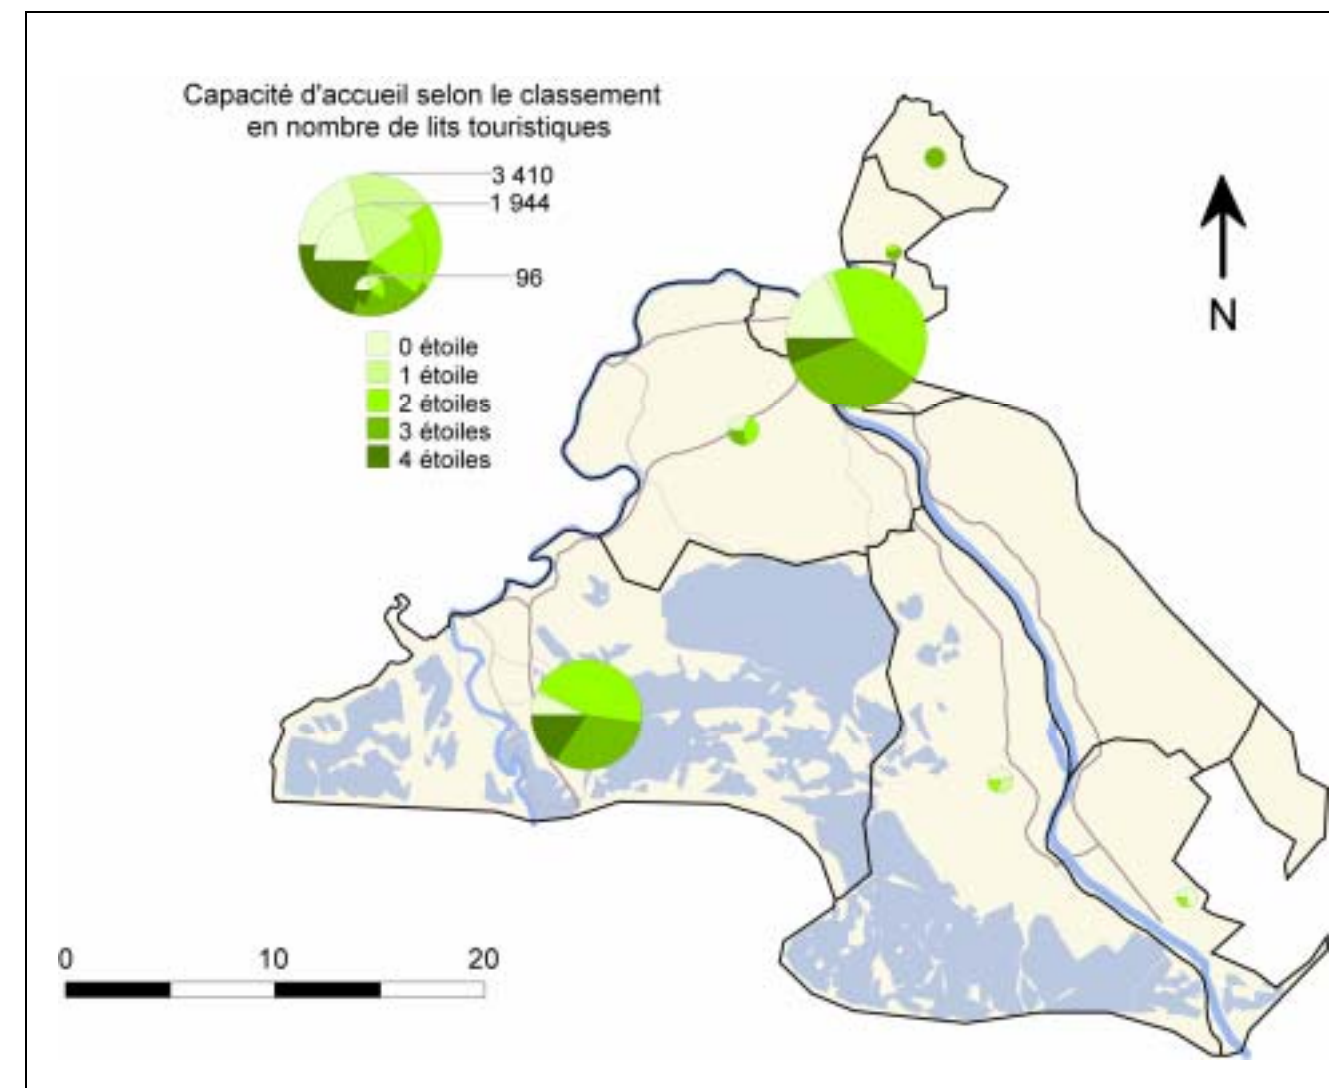 Capacité d'accueil selon le classement
en nombre de lits touristiques
3 410
1 944
96
0 étoile
1 étoile
2 étoiles
3 étoiles
4 étoiles
N
0 10 20